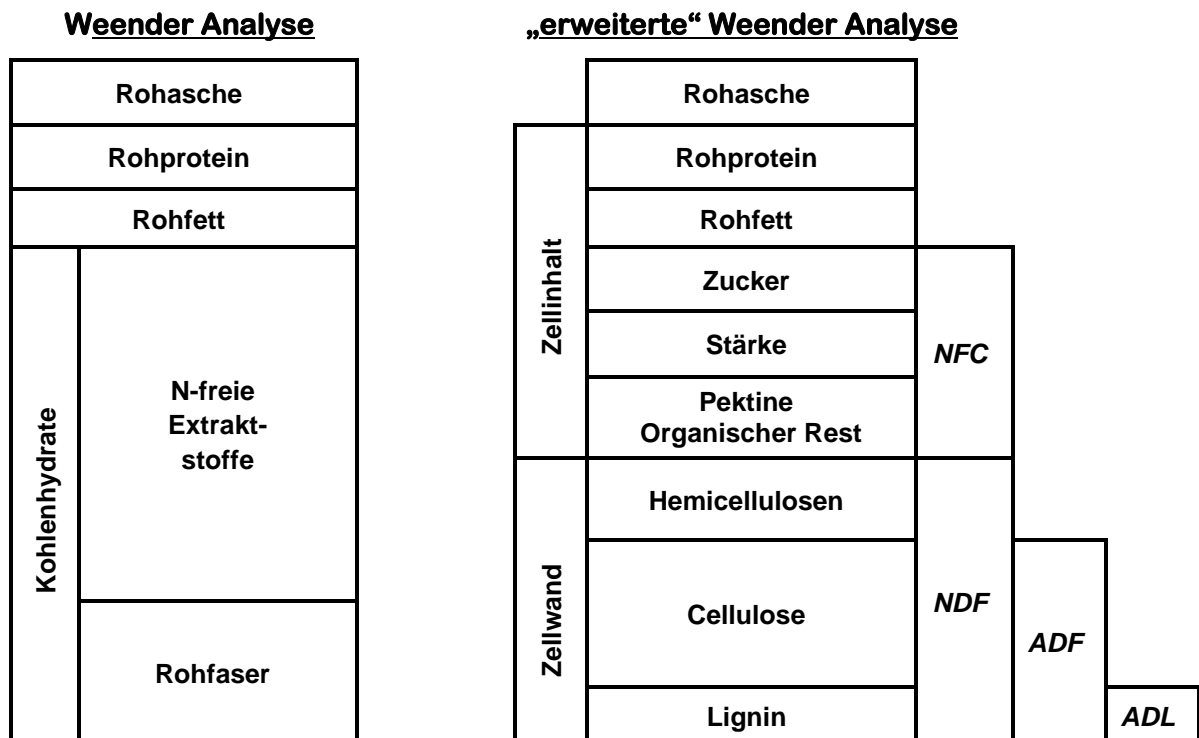 Weender Analyse
Rohasche
Rohprotein
Rohfett
Kohlenhydrate
N-freie
Extrakt-
stoffe
Rohfaser
„erweiterte“ Weender Analyse
Rohasche
Zellinhalt
Rohprotein
Rohfett
Zucker
Stärke
Pektine
Organischer Rest
NFC
Zellwand
Hemicellulosen
Cellulose
Lignin
NDF
ADF
ADL